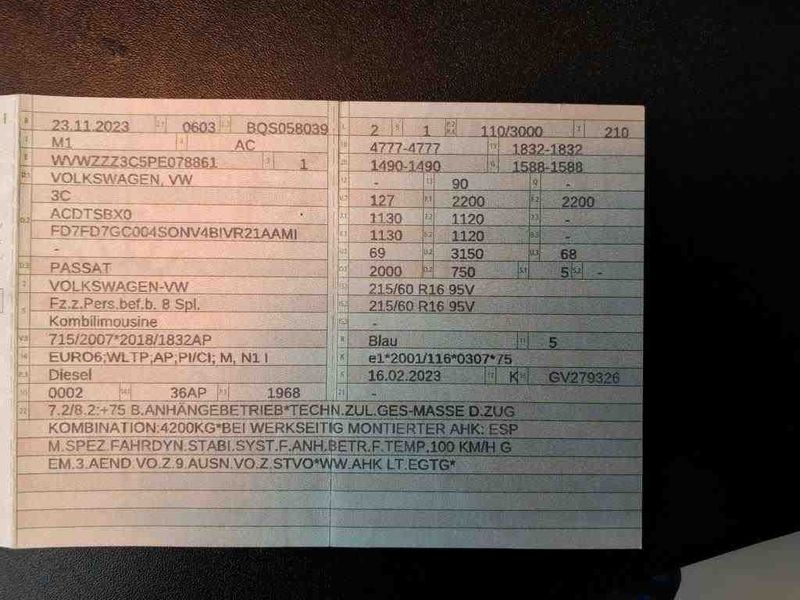 23.11.2023 0603 BQS058039
M1 AC
WVWZZZ3C5PE078861 1
VOLKSWAGEN, VW
3C
ACDTSBX0
FD7FD7GC004SONV4BIVR21AAMI
-
PASSAT
VOLKSWAGEN-VW
Fz.z.Pers.bef.b. 8 Spl.
Kombilimousine
715/2007*2018/1832AP
EURO6;WLTP;AP;PI/CI; M, N1 I
Diesel
0002 36AP 1968
2 1 110/3000 210
4777-4777 1832-1832
1490-1490 1588-1588
- 90 -
127 2200 2200
1130 1120 -
1130 1120 -
69 3150 68
2000 750 5 -
215/60 R16 95V
215/60 R16 95V
-
Blau 5
e1*2001/116*0307*75
16.02.2023 K GV279326
-
22 7.2/8.2:+75 B.ANHÄNGEBETRIEB*TECHN.ZUL.GES-MASSE D.ZUG
KOMBINATION:4200KG*BEI WERKSEITIG MONTIERTER AHK: ESP
M.SPEZ.FAHRDYN.STABI.SYST.F.ANH.BETR.F.TEMP.100 KM/H G
EM.3.AEND.VO.Z.9.AUSN.VO.Z.STVO*WW.AHK LT.EGTG*